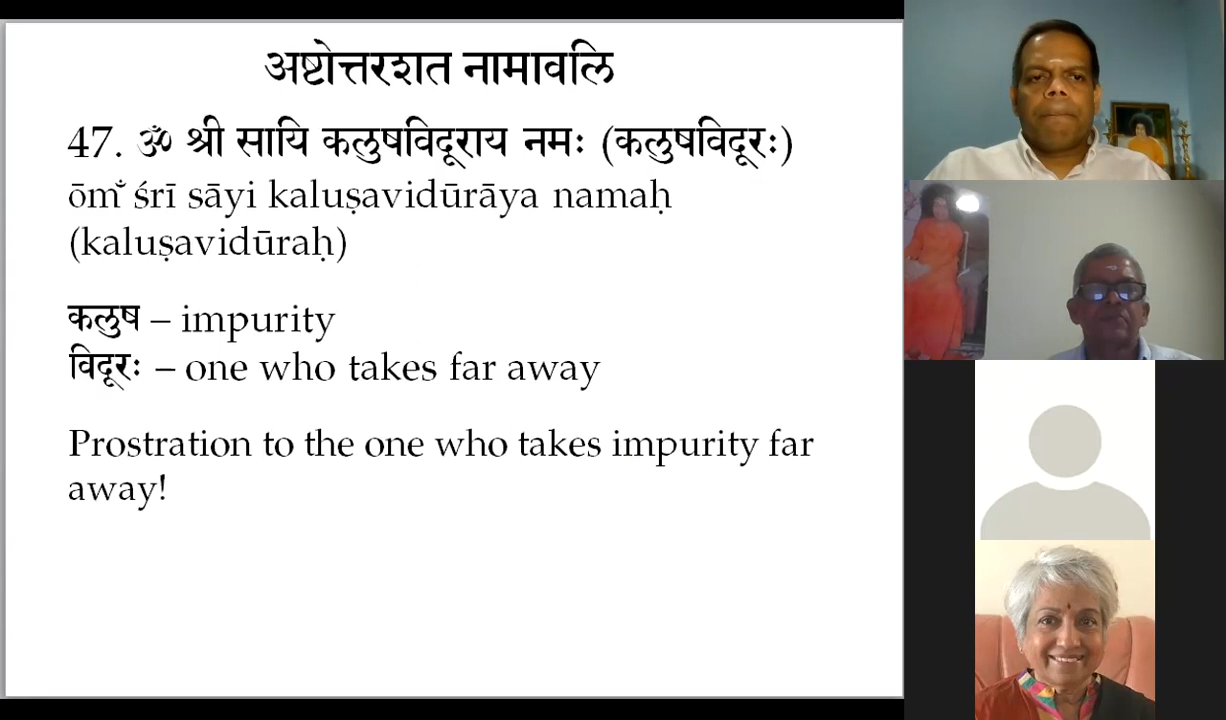 अष्टोत्तरशत नामावलि
47. ॐ श्री सायि कलुषविदूराय नमः (कलुषविदूरः)
ōm̐ śrī sāyi kaluṣavidūrāya namaḥ
(kaluṣavidūraḥ)
कलुष – impurity
विदूरः – one who takes far away
Prostration to the one who takes impurity far
away!